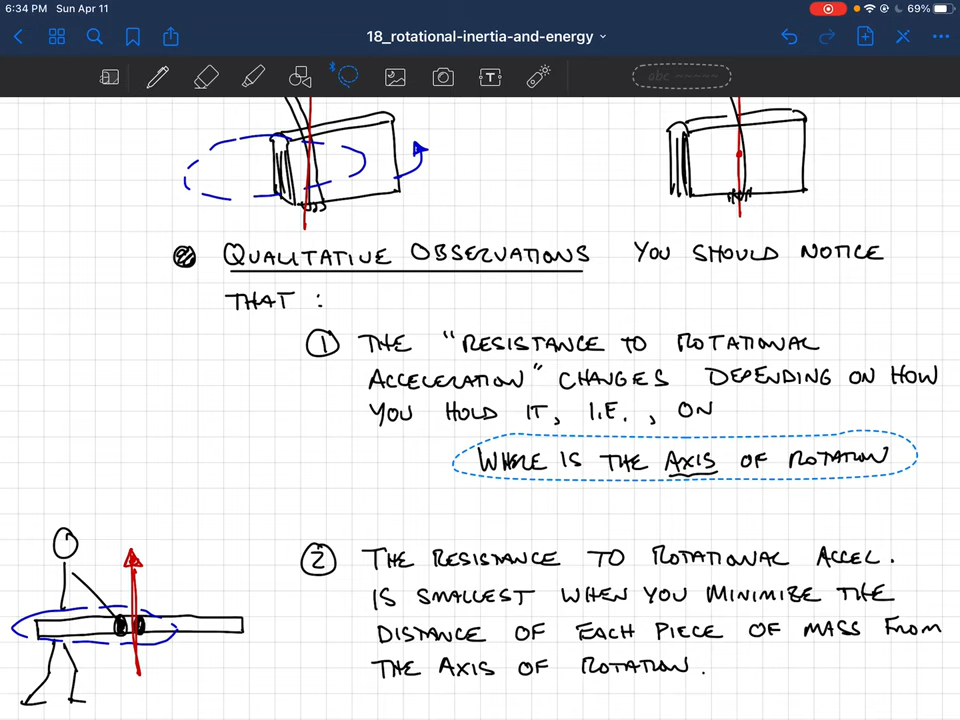 6:34 PM Sun Apr 11
69%
18_rotational-inertia-and-energy
T
abc
QUALITATIVE OBSERVATIONS YOU SHOULD NOTICE
THAT :
① THE "RESISTANCE TO ROTATIONAL
ACCELERATION" CHANGES DEPENDING ON HOW
YOU HOLD IT, I.E., ON
WHERE IS THE AXIS OF ROTATION
② THE RESISTANCE TO ROTATIONAL ACCEL.
IS SMALLEST WHEN YOU MINIMIZE THE
DISTANCE OF EACH PIECE OF MASS FROM
THE AXIS OF ROTATION.